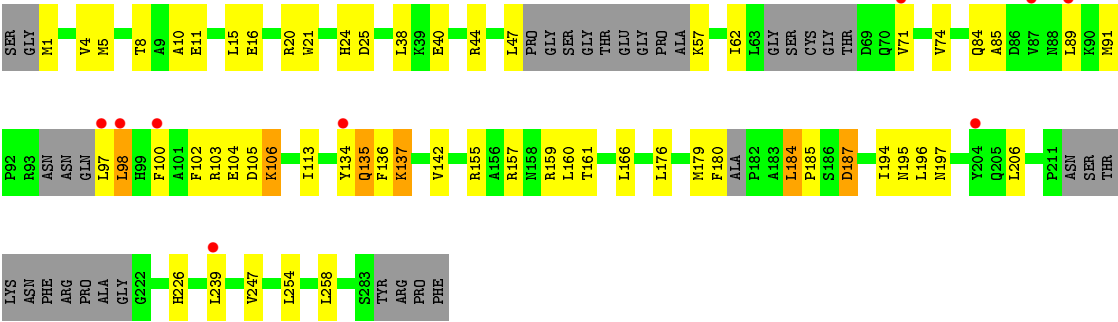 SER GLY M1 V4 M5 T8 A9 A10 E11 L15 E16 R20 W21 H24 D25 L38 K39 E40 R44 L47 PRO GLY SER GLY THR GLU GLY PRO ALA K57 I62 L63 GLY SER CYS GLY THR D69 Q70 V71 V74 Q84 A85 D86 V87 N88 L89 K90 M91
P92 R93 ASN ASN GLN L97 L98 H99 F100 A101 F102 R103 E104 D105 K106 I113 Y134 Q135 F136 K137 V142 R155 A156 R157 N158 R159 L160 T161 L166 L176 M179 F180 ALA P182 A183 L184 P185 S186 D187 I194 N195 L196 N197 Y204 Q205 L206 P211 ASN SER THR
LYS ASN PHE ARG PRO ALA GLY G222 H226 L239 V247 L254 L258 S283 TYR ARG PRO PHE